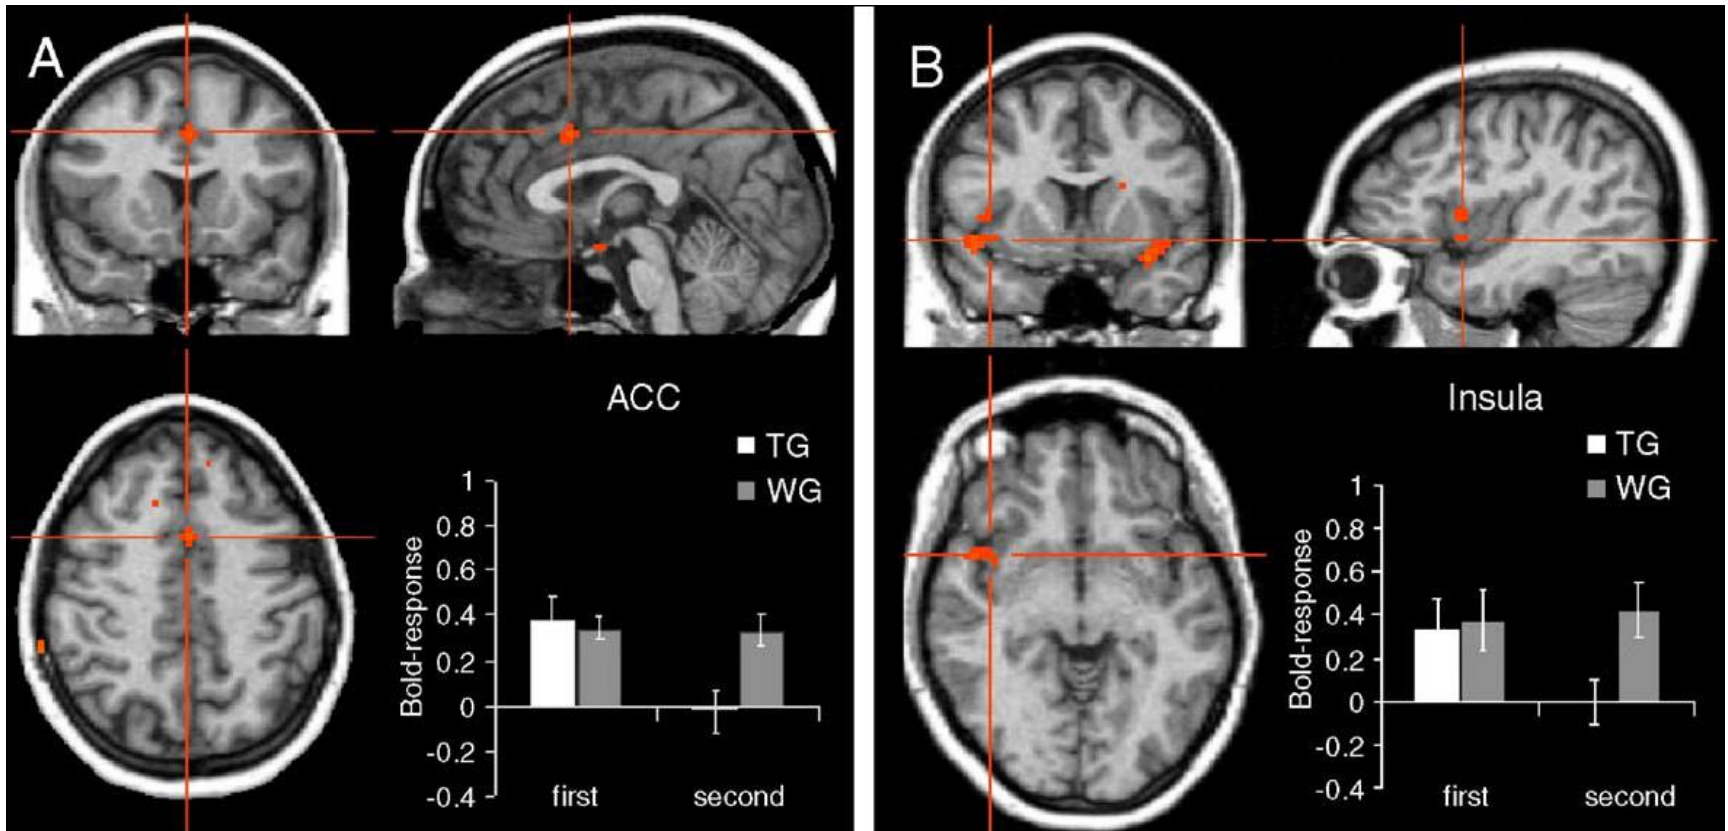 A
ACC
TG
WG
Bold-response
1
0.8
0.6
0.4
0.2
0
-0.2
-0.4
first second
B
Insula
TG
WG
Bold-response
1
0.8
0.6
0.4
0.2
0
-0.2
-0.4
first second